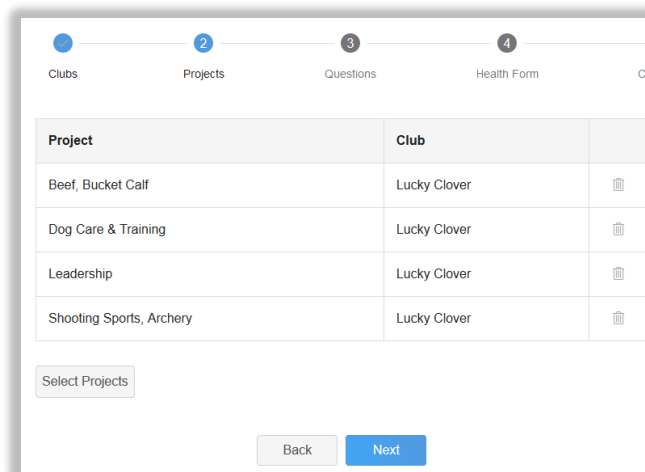 2 3 4
Clubs Projects Questions Health Form C
Project Club
Beef, Bucket Calf Lucky Clover
Dog Care & Training Lucky Clover
Leadership Lucky Clover
Shooting Sports, Archery Lucky Clover
Select Projects
Back Next